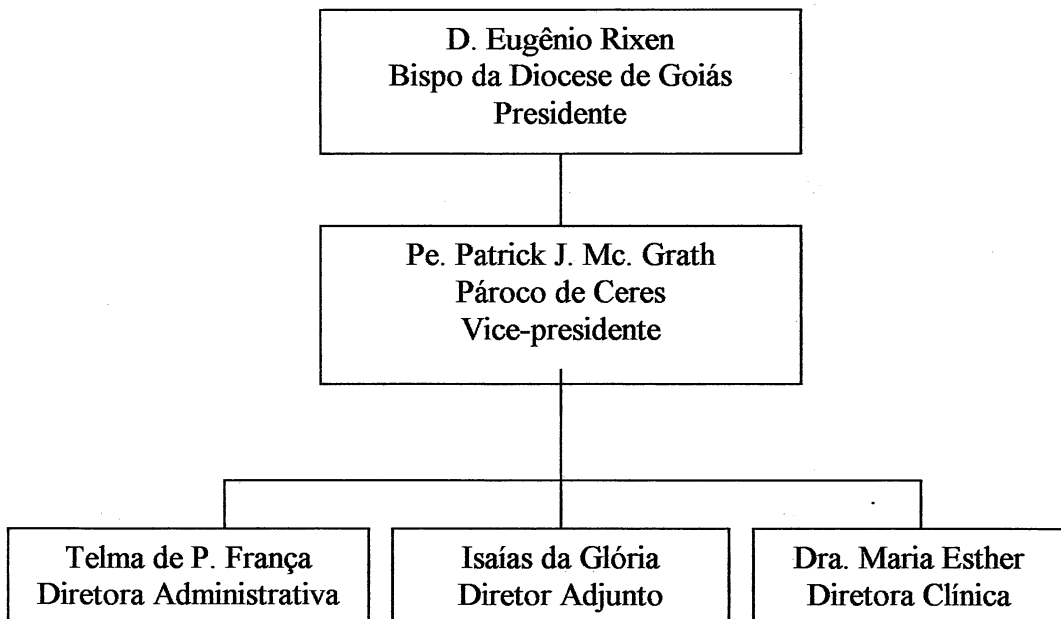 D. Eugênio Rixen
Bispo da Diocese de Goiás
Presidente
Pe. Patrick J. Mc. Grath
Pároco de Ceres
Vice-presidente
Telma de P. França
Diretora Administrativa
Isaías da Glória
Diretor Adjunto
Dra. Maria Esther
Diretora Clínica